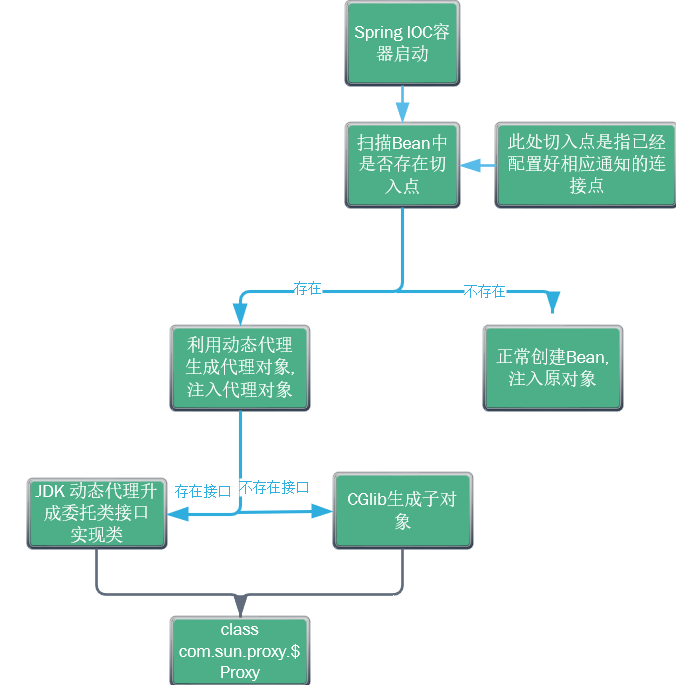 Spring IOC容
器启动
扫描Bean中
是否存在切
入点
此处切入点是指已经
配置好相应通知的连
接点
存在
不存在
利用动态代理
生成代理对象,
注入代理对象
正常创建Bean,
注入原对象
存在接口
不存在接口
JDK 动态代理升
成委托类接口
实现类
CGlib生成子对
象
class
com.sun.proxy.$
Proxy